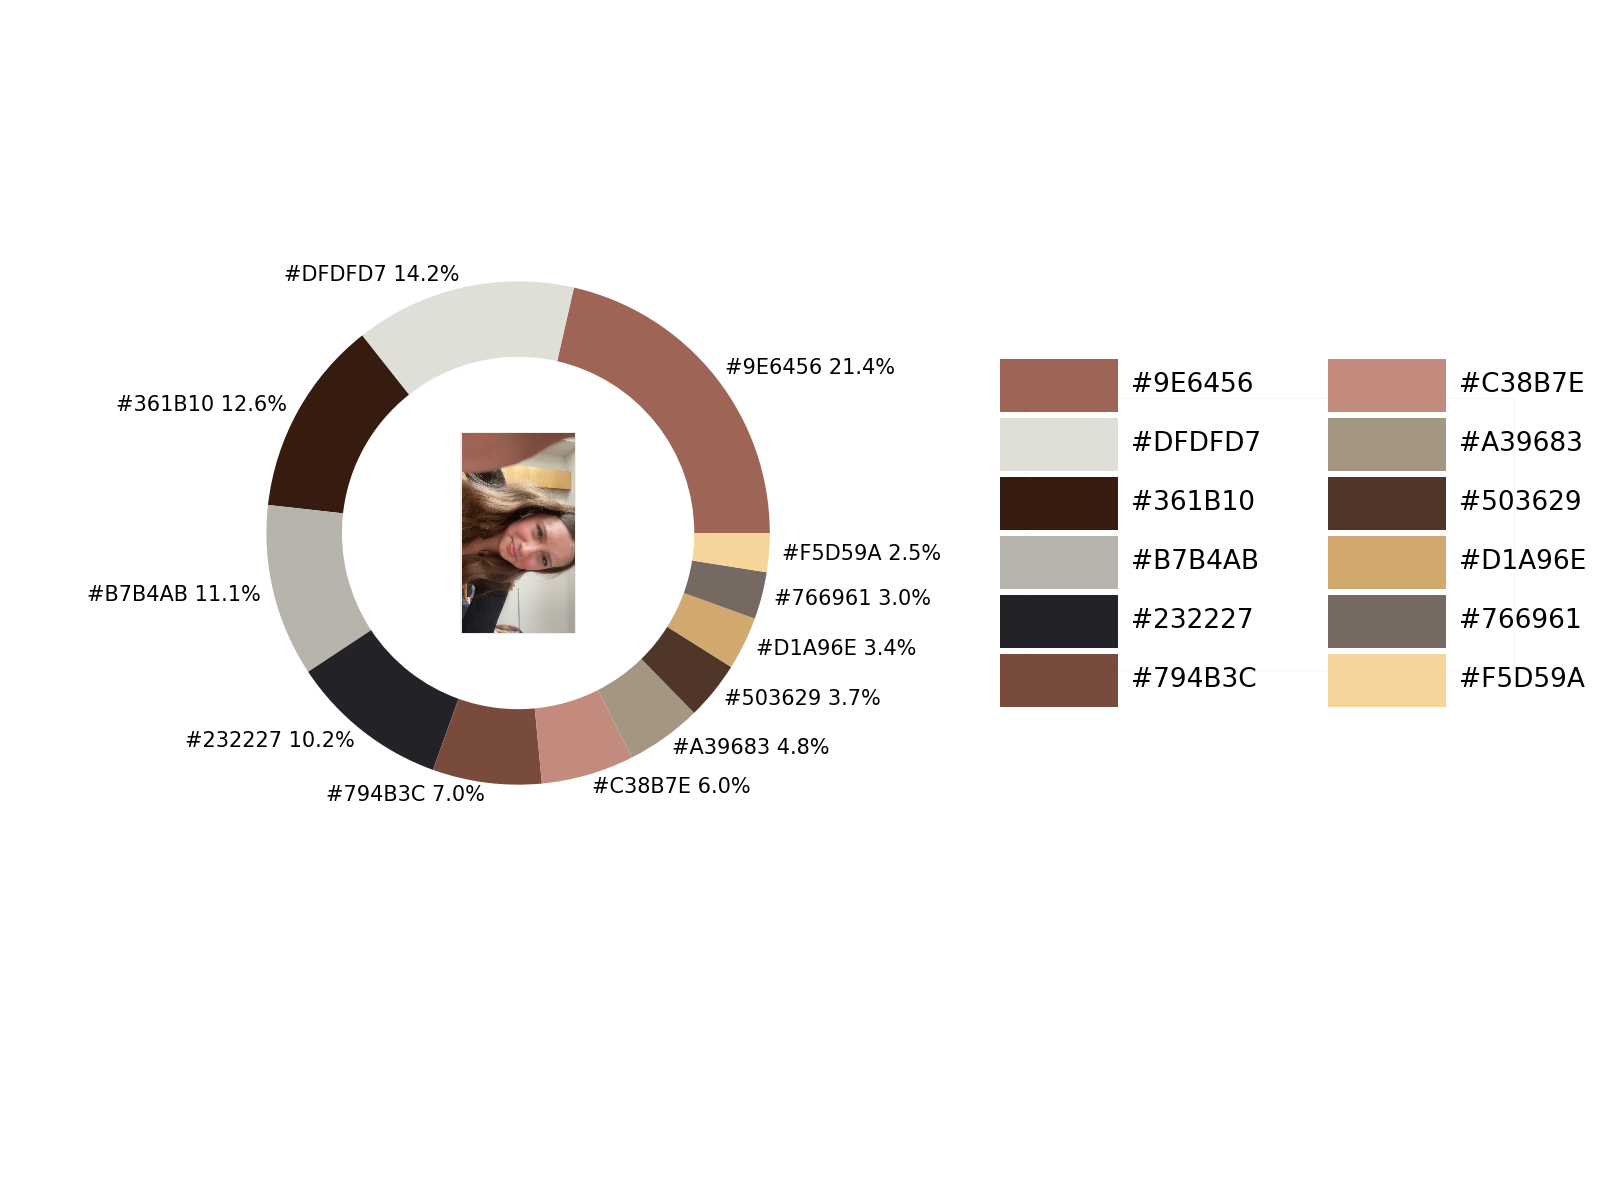 #DFDFD7 14.2%
#9E6456 21.4%
#361B10 12.6%
#B7B4AB 11.1%
#232227 10.2%
#794B3C 7.0%
#C38B7E 6.0%
#A39683 4.8%
#503629 3.7%
#D1A96E 3.4%
#766961 3.0%
#F5D59A 2.5%
#9E6456
#DFDFD7
#361B10
#B7B4AB
#232227
#794B3C
#C38B7E
#A39683
#503629
#D1A96E
#766961
#F5D59A